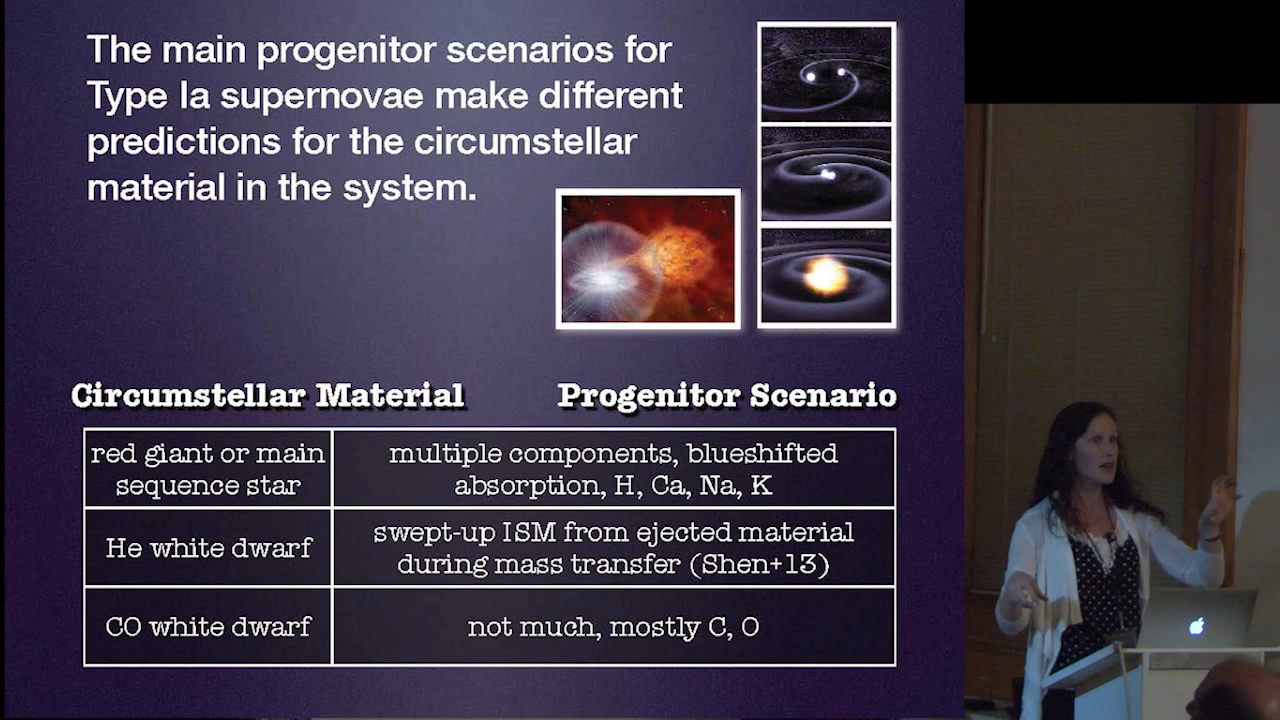 The main progenitor scenarios for
Type Ia supernovae make different
predictions for the circumstellar
material in the system.
Circumstellar Material
Progenitor Scenario
red giant or main
sequence star
multiple components, blueshifted
absorption, H, Ca, Na, K
He white dwarf
swept-up ISM from ejected material
during mass transfer (Shen+13)
CO white dwarf
not much, mostly C, O